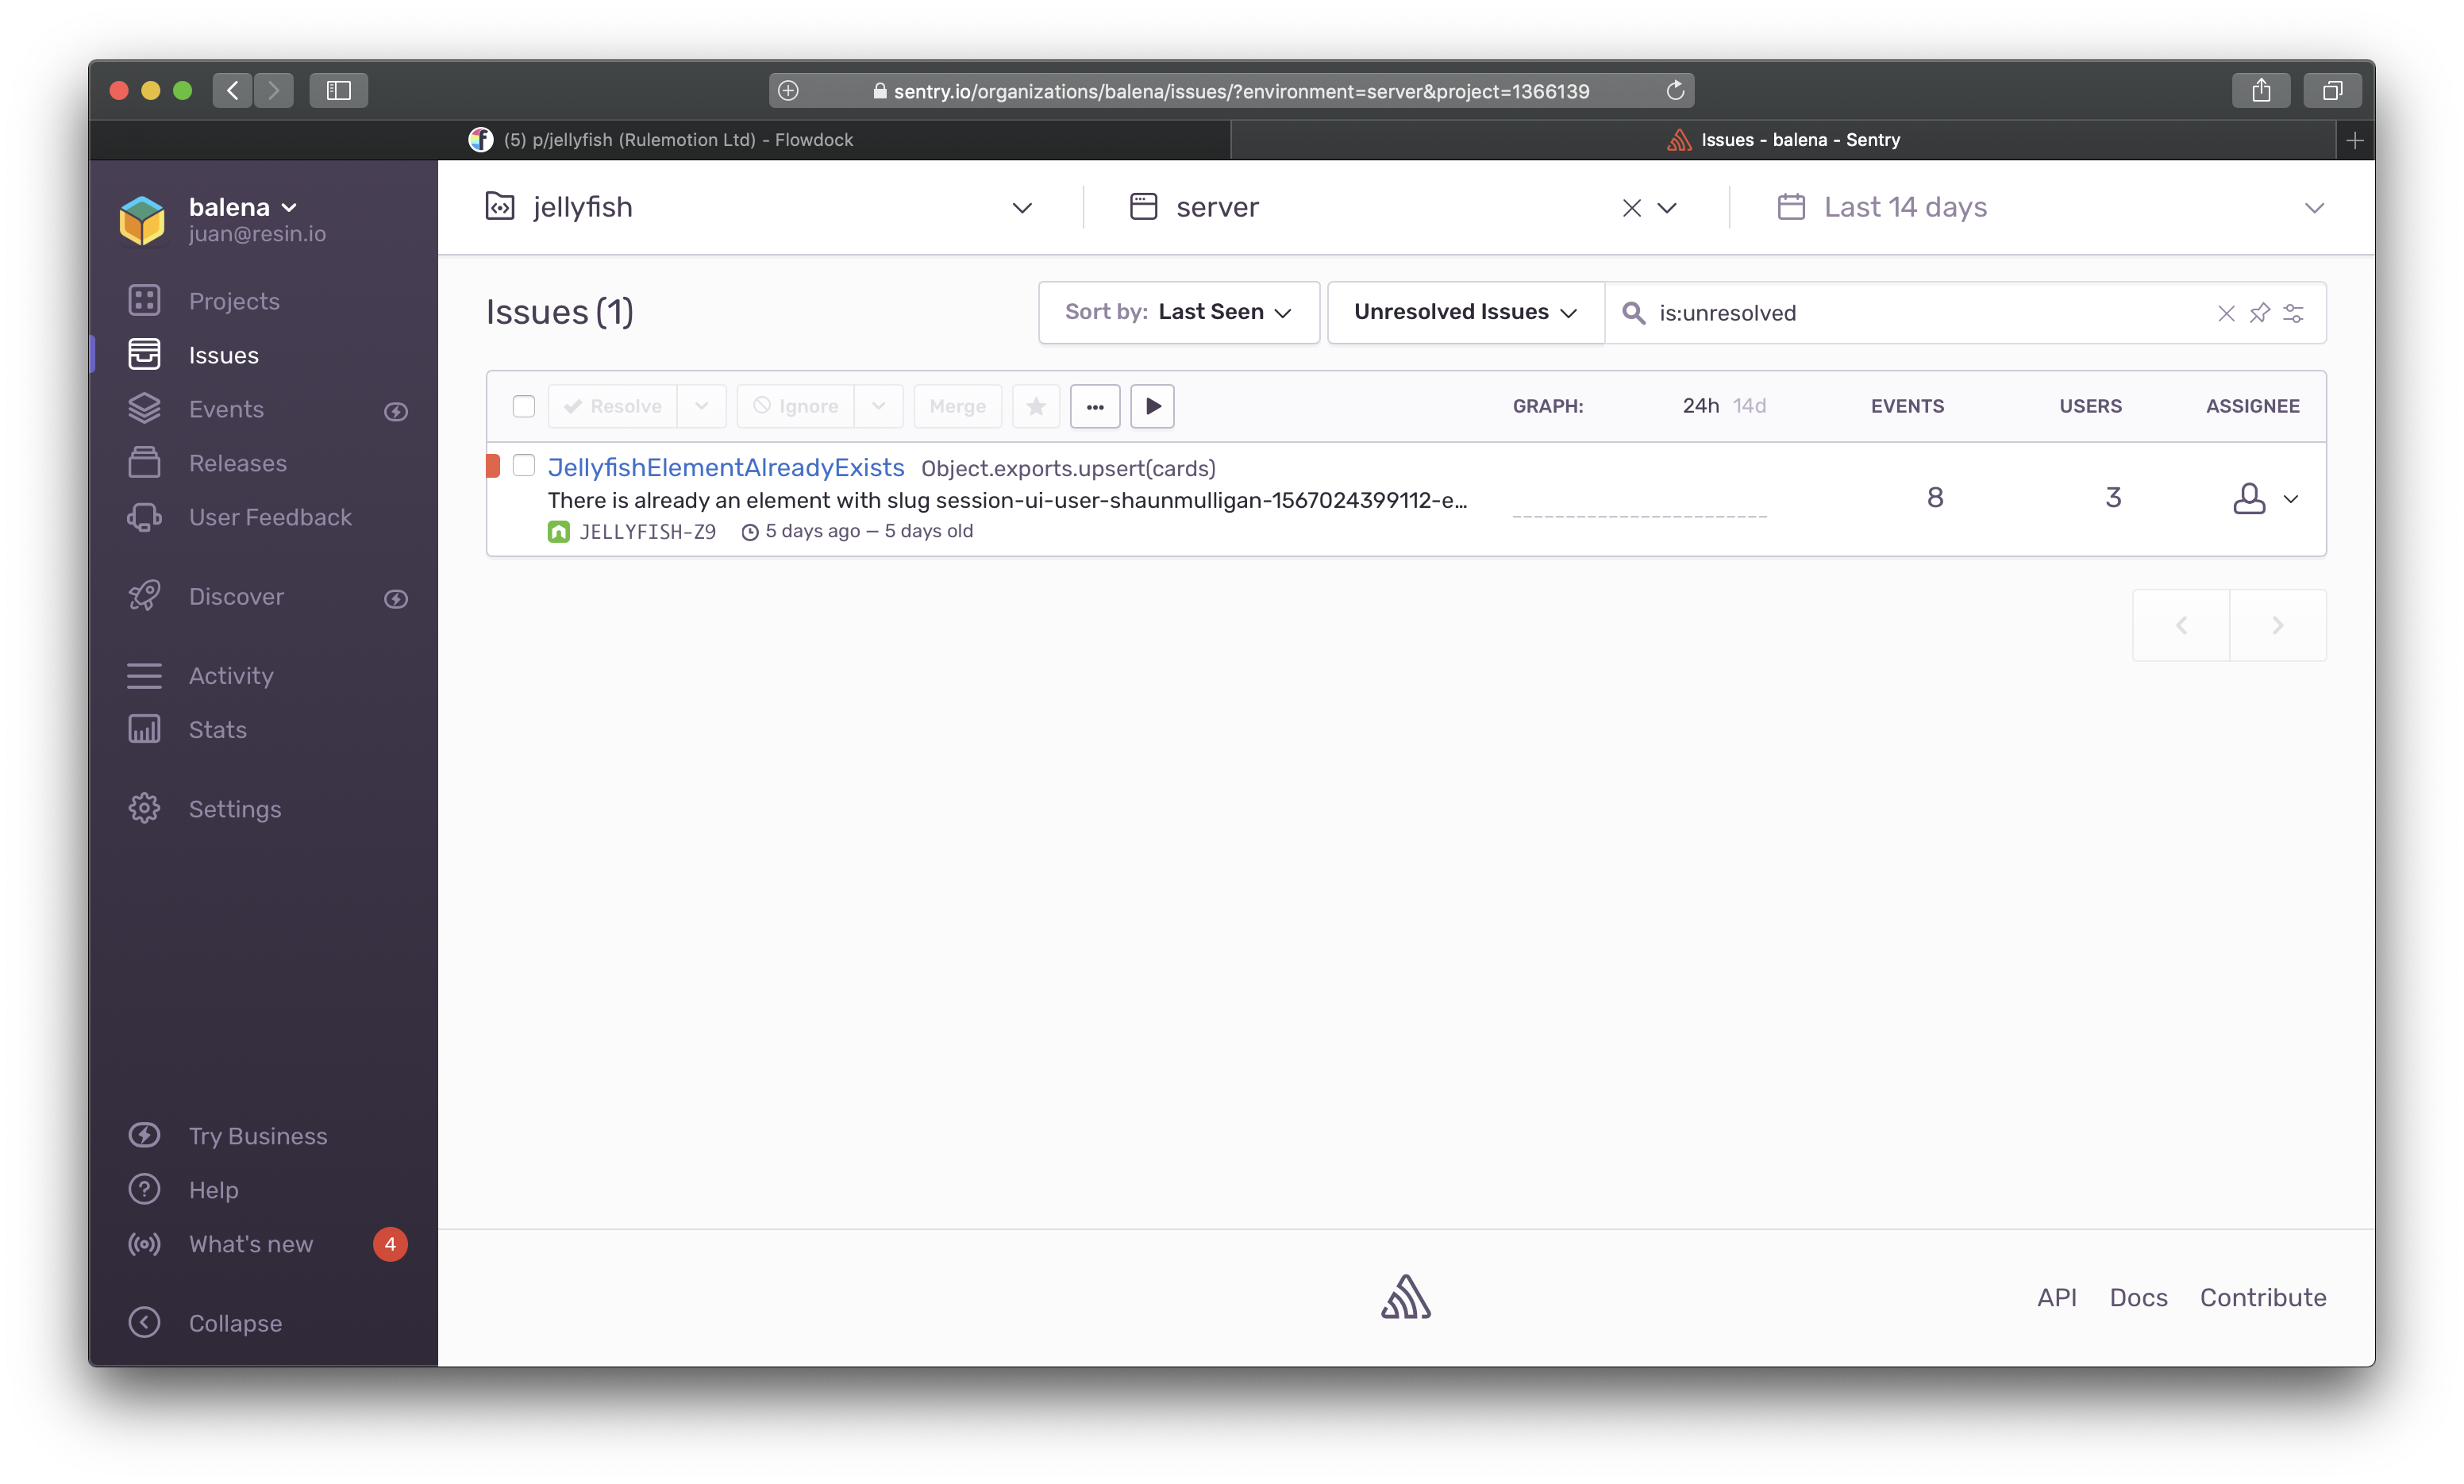 sentry.io/organizations/balena/issues/?environment=server&project=1366139
(5) p/jellyfish (Rulemotion Ltd) - Flowdock
Issues - balena - Sentry
balena
juan@resin.io
Projects
Issues
Events
Releases
User Feedback
Discover
Activity
Stats
Settings
Try Business
Help
What's new 4
Collapse
jellyfish
server
Last 14 days
Issues (1)
Sort by: Last Seen
Unresolved Issues
is:unresolved
Resolve
Ignore
Merge
GRAPH: 24h 14d
EVENTS
USERS
ASSIGNEE
JellyfishElementAlreadyExists Object.exports.upsert(cards)
There is already an element with slug session-ui-user-shaunmulligan-1567024399112-e…
JELLYFISH-Z9 5 days ago — 5 days old
8
3
API Docs Contribute